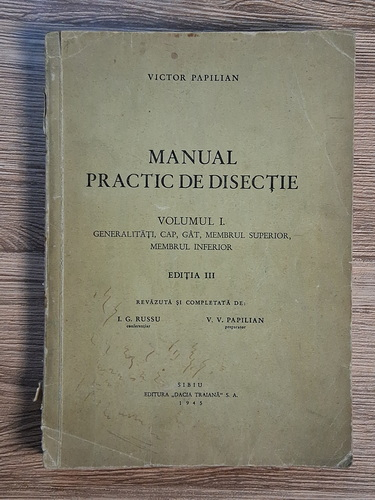 VICTOR PAPILIAN
MANUAL
PRACTIC DE DISECȚIE
VOLUMUL I.
GENERALITĂȚI, CAP, GÂT, MEMBRUL SUPERIOR,
MEMBRUL INFERIOR
EDIȚIA III
REVĂZUTĂ ȘI COMPLETATĂ DE:
I. G. RUSSU V. V. PAPILIAN
conferențiar preparator
SIBIU
EDITURA „DACIA TRAIANĂ" S. A.
1945